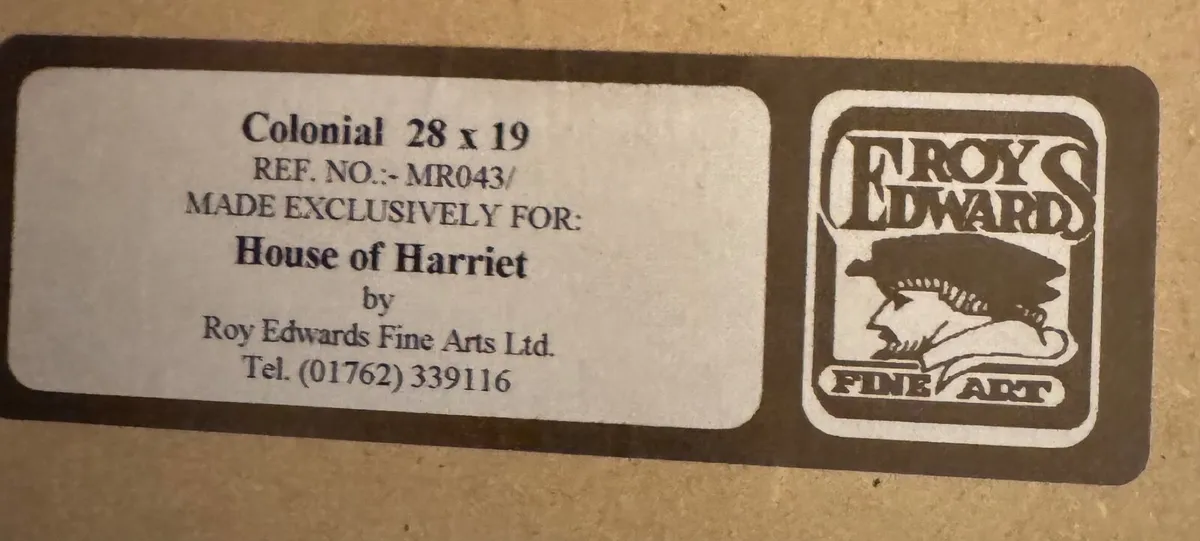 Colonial 28 x 19
REF. NO.:- MR043/
MADE EXCLUSIVELY FOR:
House of Harriet
by
Roy Edwards Fine Arts Ltd.
Tel. (01762) 339116
ROY
EDWARDS
FINE ART